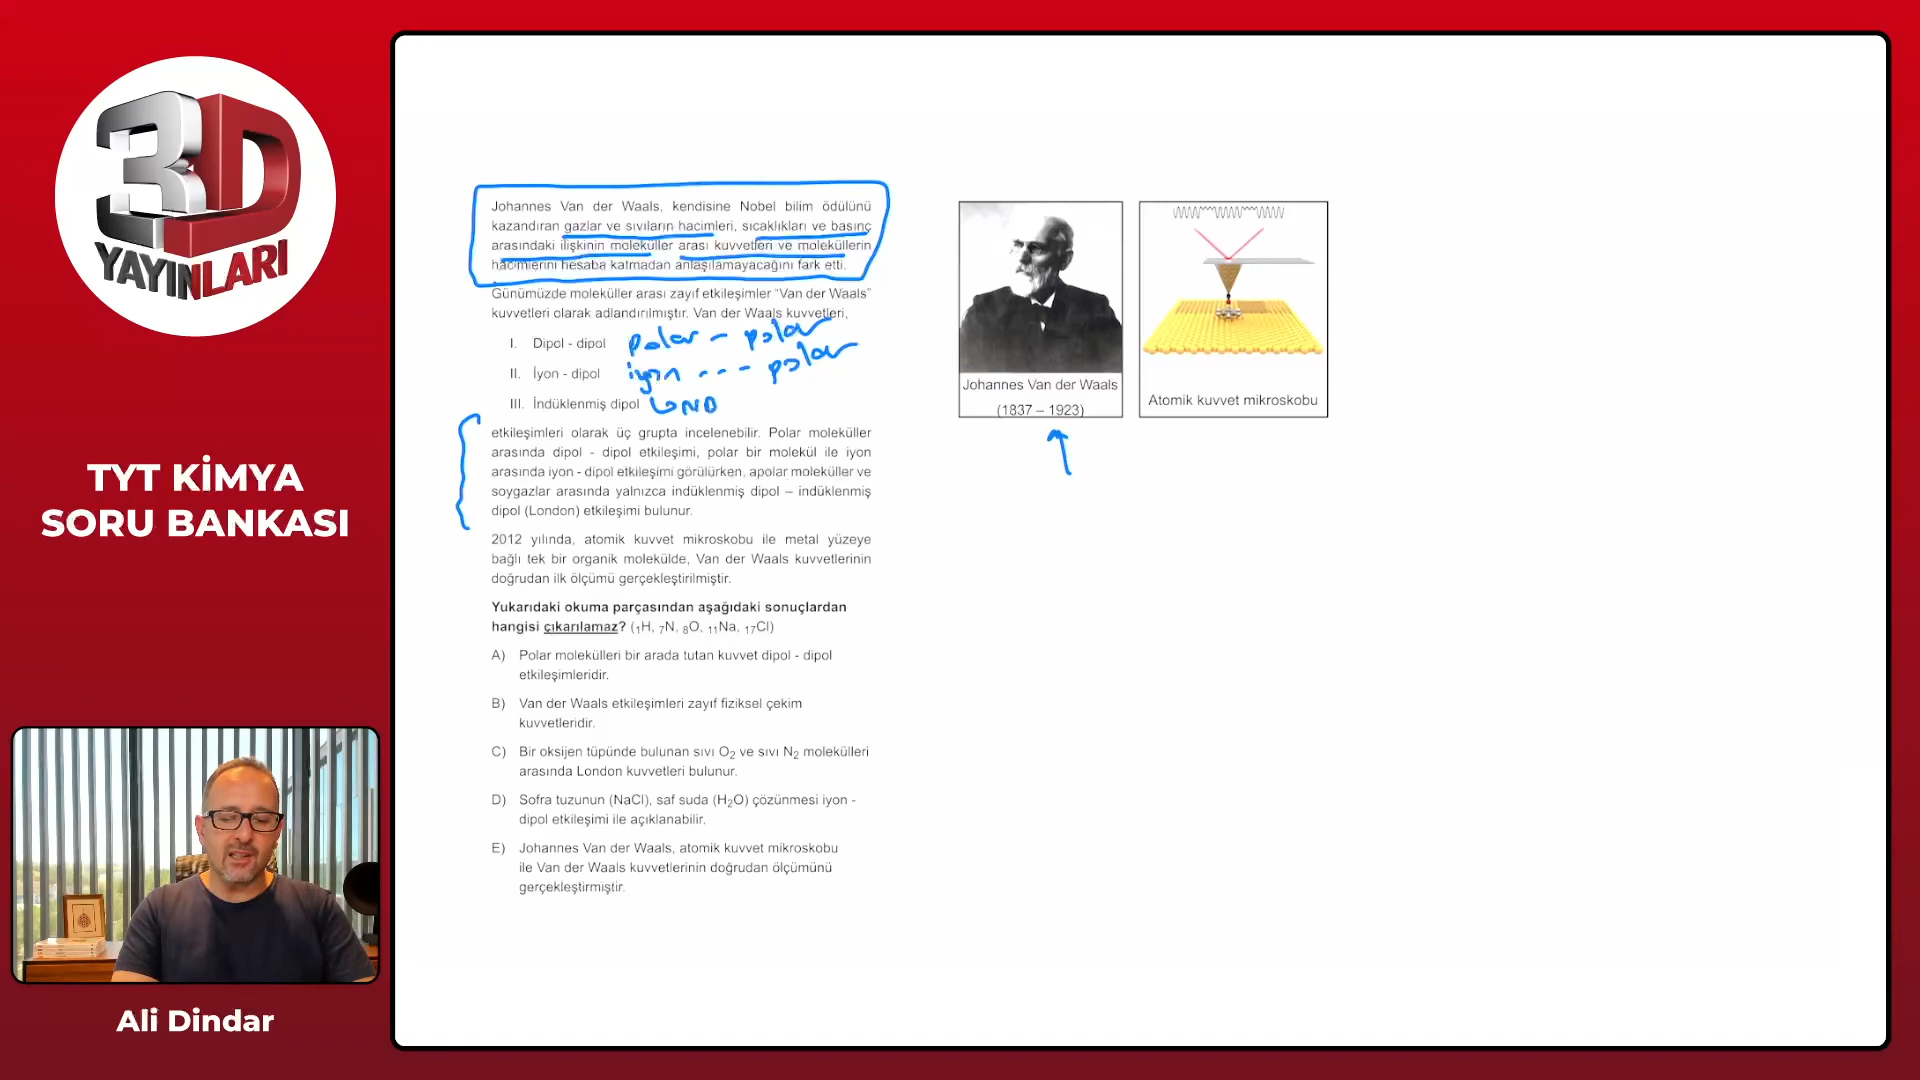 3D
YAYINLARI
TYT KİMYA
SORU BANKASI
Ali Dindar
Johannes Van der Waals, kendisine Nobel bilim ödülünü
kazandıran gazlar ve sıvıların hacimleri, sıcaklıkları ve basınç
arasındaki ilişkinin moleküller arası kuvvetleri ve moleküllerin
hacimlerini hesaba katmadan anlaşılamayacağını fark etti.
Günümüzde moleküller arası zayıf etkileşimler “Van der Waals”
kuvvetleri olarak adlandırılmıştır. Van der Waals kuvvetleri,
I. Dipol - dipol polar - polar
II. İyon - dipol iyon --- polar
III. İndüklenmiş dipol
etkileşimleri olarak üç grupta incelenebilir. Polar moleküller
arasında dipol - dipol etkileşimi, polar bir molekül ile iyon
arasında iyon - dipol etkileşimi görülürken, apolar moleküller ve
soygazlar arasında yalnızca indüklenmiş dipol – indüklenmiş
dipol (London) etkileşimi bulunur.
2012 yılında, atomik kuvvet mikroskobu ile metal yüzeye
bağlı tek bir organik molekülde, Van der Waals kuvvetlerinin
doğrudan ilk ölçümü gerçekleştirilmiştir.
Yukarıdaki okuma parçasından aşağıdaki sonuçlardan
hangisi çıkarılamaz? (₁H, ₇N, ₈O, ₁₁Na, ₁₇Cl)
A) Polar molekülleri bir arada tutan kuvvet dipol - dipol
etkileşimleridir.
B) Van der Waals etkileşimleri zayıf fiziksel çekim
kuvvetleridir.
C) Bir oksijen tüpünde bulunan sıvı O₂ ve sıvı N₂ molekülleri
arasında London kuvvetleri bulunur.
D) Sofra tuzunun (NaCl), saf suda (H₂O) çözünmesi iyon -
dipol etkileşimi ile açıklanabilir.
E) Johannes Van der Waals, atomik kuvvet mikroskobu
ile Van der Waals kuvvetlerinin doğrudan ölçümünü
gerçekleştirmiştir.
Johannes Van der Waals
(1837 – 1923)
Atomik kuvvet mikroskobu